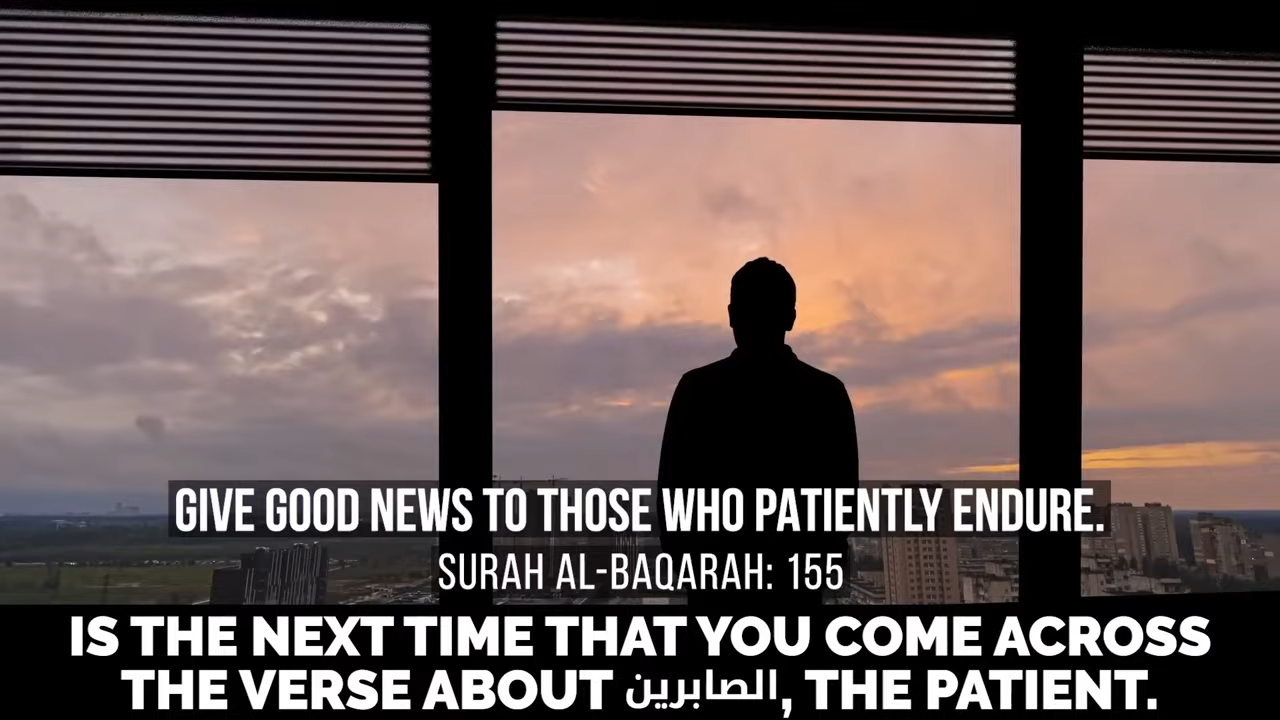 GIVE GOOD NEWS TO THOSE WHO PATIENTLY ENDURE.
SURAH AL-BAQARAH: 155
IS THE NEXT TIME THAT YOU COME ACROSS
THE VERSE ABOUT الصابرين, THE PATIENT.